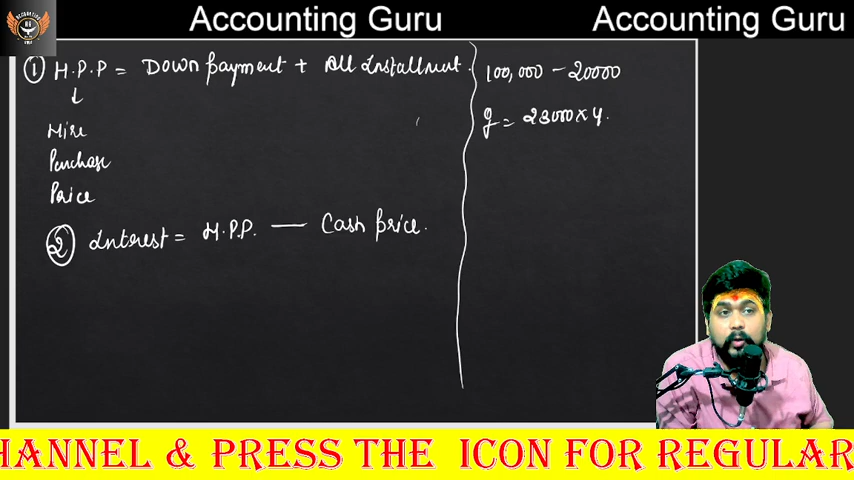 Accounting Guru Accounting Guru
① H.P.P = Down payment + All Installment.
↓
Hire
Purchase
Price
② Interest = H.P.P. — Cash price.
100,000 - 20000
I = 23000 x 4.
HANNEL & PRESS THE ICON FOR REGULAR